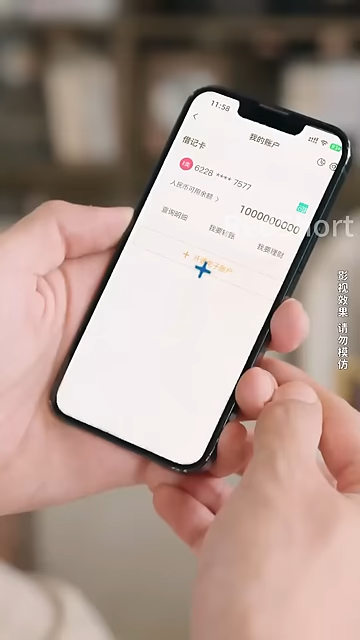 11:58
我的账户
借记卡
6228 **** 7577
人民币可用余额 >
1000000000
查询明细
我要转账
我要理财
影视效果 请勿模仿